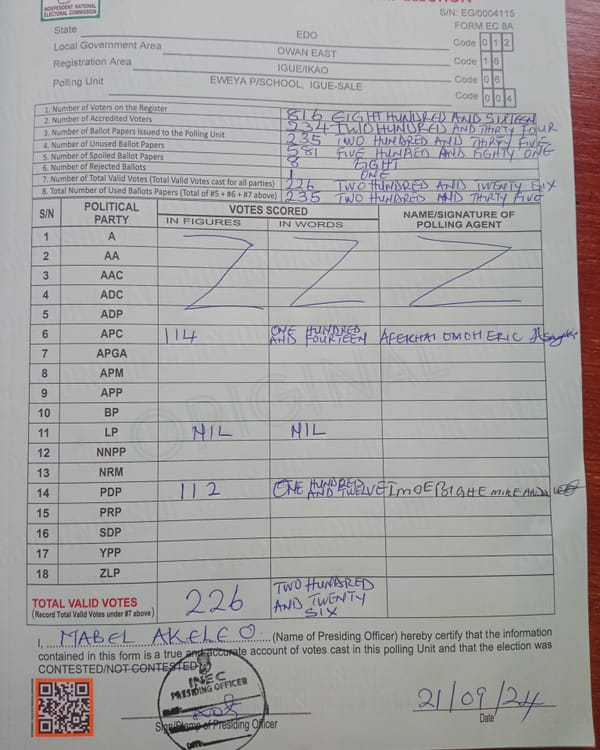 INDEPENDENT NATIONAL
ELECTORAL COMMISSION
ELECTION
S/N: EG/0004115
FORM EC 8A
State EDO Code 0 1 2
Local Government Area OWAN EAST Code 1 6
Registration Area IGUE/IKAO Code 0 6
Polling Unit EWEYA P/SCHOOL, IGUE-SALE Code 0 0 4
1. Number of Voters on the Register 816 EIGHT HUNDRED AND SIXTEEN
2. Number of Accredited Voters 234 TWO HUNDRED AND THIRTY FOUR
3. Number of Ballot Papers Issued to the Polling Unit 235 TWO HUNDRED AND THIRTY FIVE
4. Number of Unused Ballot Papers 581 FIVE HUNDRED AND EIGHTY ONE
5. Number of Spoiled Ballot Papers 8 EIGHT
6. Number of Rejected Ballots 1 ONE
7. Number of Total Valid Votes (Total Valid Votes cast for all parties) 226 TWO HUNDRED AND TWENTY SIX
8. Total Number of Used Ballots Papers (Total of #5 + #6 + #7 above) 235 TWO HUNDRED AND THIRTY FIVE
S/N POLITICAL PARTY VOTES SCORED NAME/SIGNATURE OF POLLING AGENT
IN FIGURES IN WORDS
1 A
2 AA
3 AAC
4 ADC
5 ADP
6 APC 114 ONE HUNDRED AND FOURTEEN AFEKHAI OMOH ERIC
7 APGA
8 APM
9 APP
10 BP
11 LP NIL NIL
12 NNPP
13 NRM
14 PDP 112 ONE HUNDRED AND TWELVE IMOEBIGHE MIKE
15 PRP
16 SDP
17 YPP
18 ZLP
TOTAL VALID VOTES 226 TWO HUNDRED AND TWENTY SIX
(Record Total Valid Votes under #7 above)
I, MABEL AKELE O (Name of Presiding Officer) hereby certify that the information
contained in this form is a true and accurate account of votes cast in this polling Unit and that the election was
CONTESTED/NOT CONTESTED
INEC
PRESIDING OFFICER
21/09/24
Sign/Stamp of Presiding Officer Date
DATE
ORIGINAL